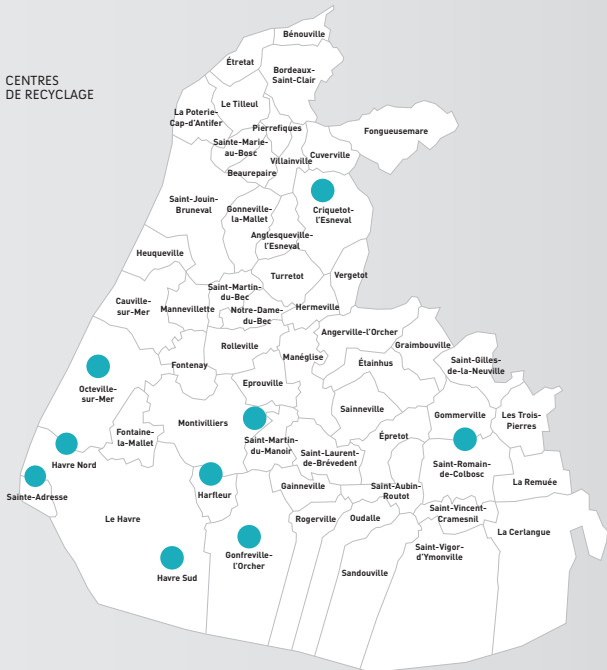 CENTRES
DE RECYCLAGE
Bénouville
Étretat
Bordeaux-
Saint-Clair
Le Tilleul
La Poterie-
Cap-d'Antifer
Pierrefiques
Fongueusemare
Sainte-Marie-
au-Bosc
Villainville
Cuverville
Beaurepaire
Saint-Jouin-
Bruneval
Gonneville-
la-Mallet
Criquetot-
l'Esneval
Anglesqueville-
l'Esneval
Heuqueville
Turretot
Vergetot
Saint-Martin-
du-Bec
Cauville-
sur-Mer
Mannevillette
Notre-Dame-
du-Bec
Hermeville
Angerville-l'Orcher
Graimbouville
Rolleville
Manéglise
Fontenay
Étainhus
Saint-Gilles-
de-la-Neuville
Octeville-
sur-Mer
Eprouville
Sainneville
Gommerville
Les Trois-
Pierres
Montivilliers
Fontaine-
la-Mallet
Saint-Martin-
du-Manoir
Épretot
Saint-Laurent-
de-Brévedent
Havre Nord
Saint-Romain-
de-Colbosc
Sainte-Adresse
Harfleur
Gainneville
Saint-Aubin-
Routot
La Remuée
Le Havre
Rogerville
Oudalle
Saint-Vincent-
Cramesnil
La Cerlangue
Gonfreville-
l'Orcher
Saint-Vigor-
d'Ymonville
Havre Sud
Sandouville